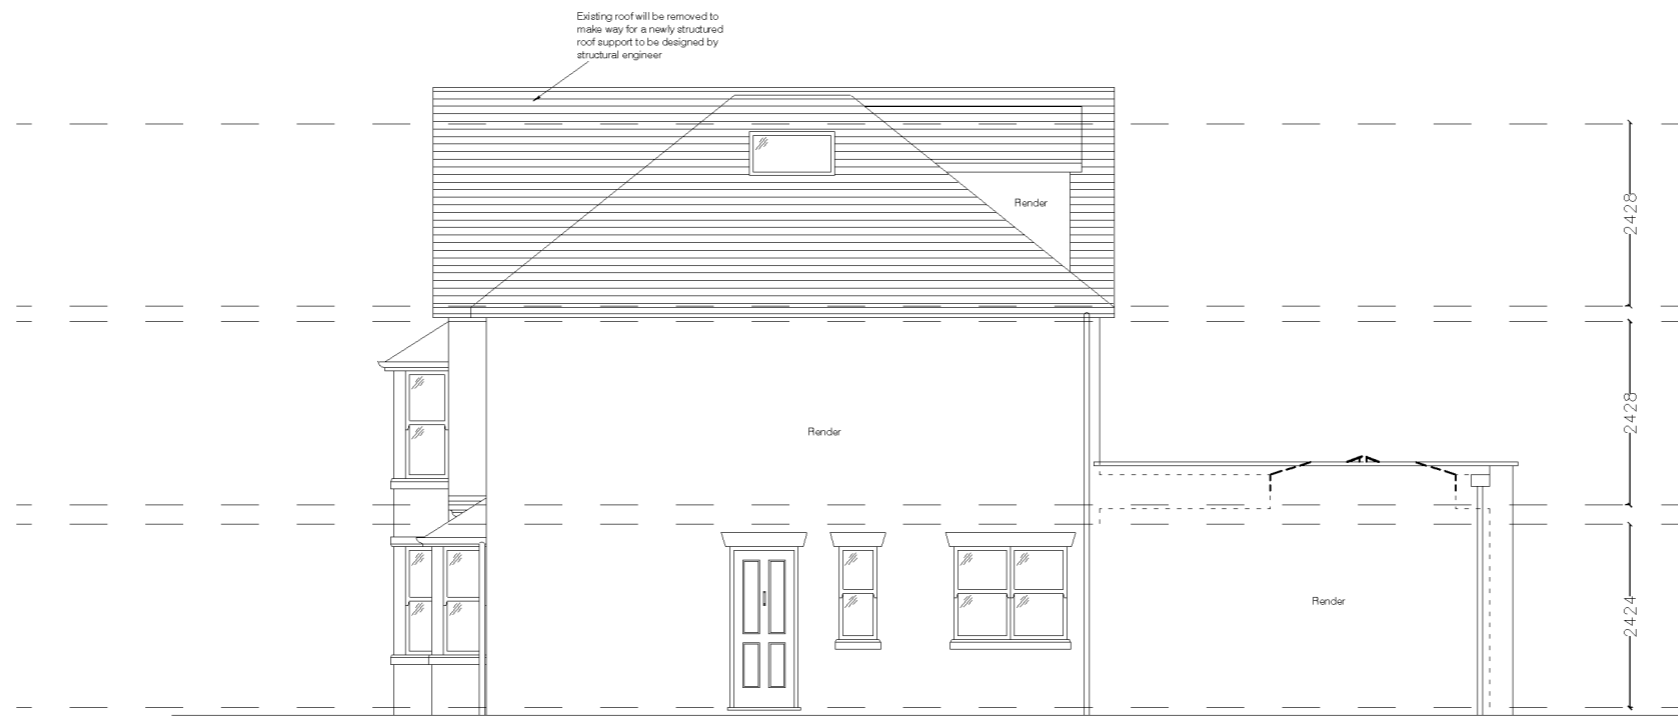 Existing roof will be removed to
make way for a newly structured
roof support to be designed by
structural engineer
Render
2428
2428
Render
Render
2424